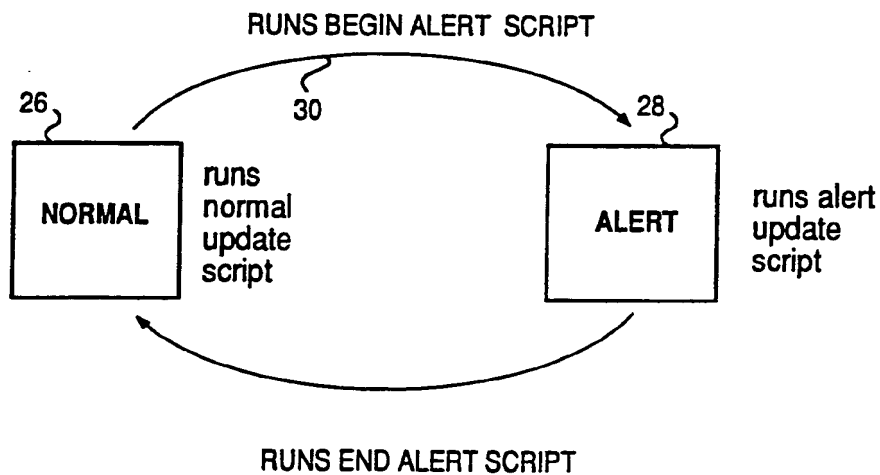 RUNS BEGIN ALERT SCRIPT
30
26
28
NORMAL
runs
normal
update
script
ALERT
runs alert
update
script
RUNS END ALERT SCRIPT